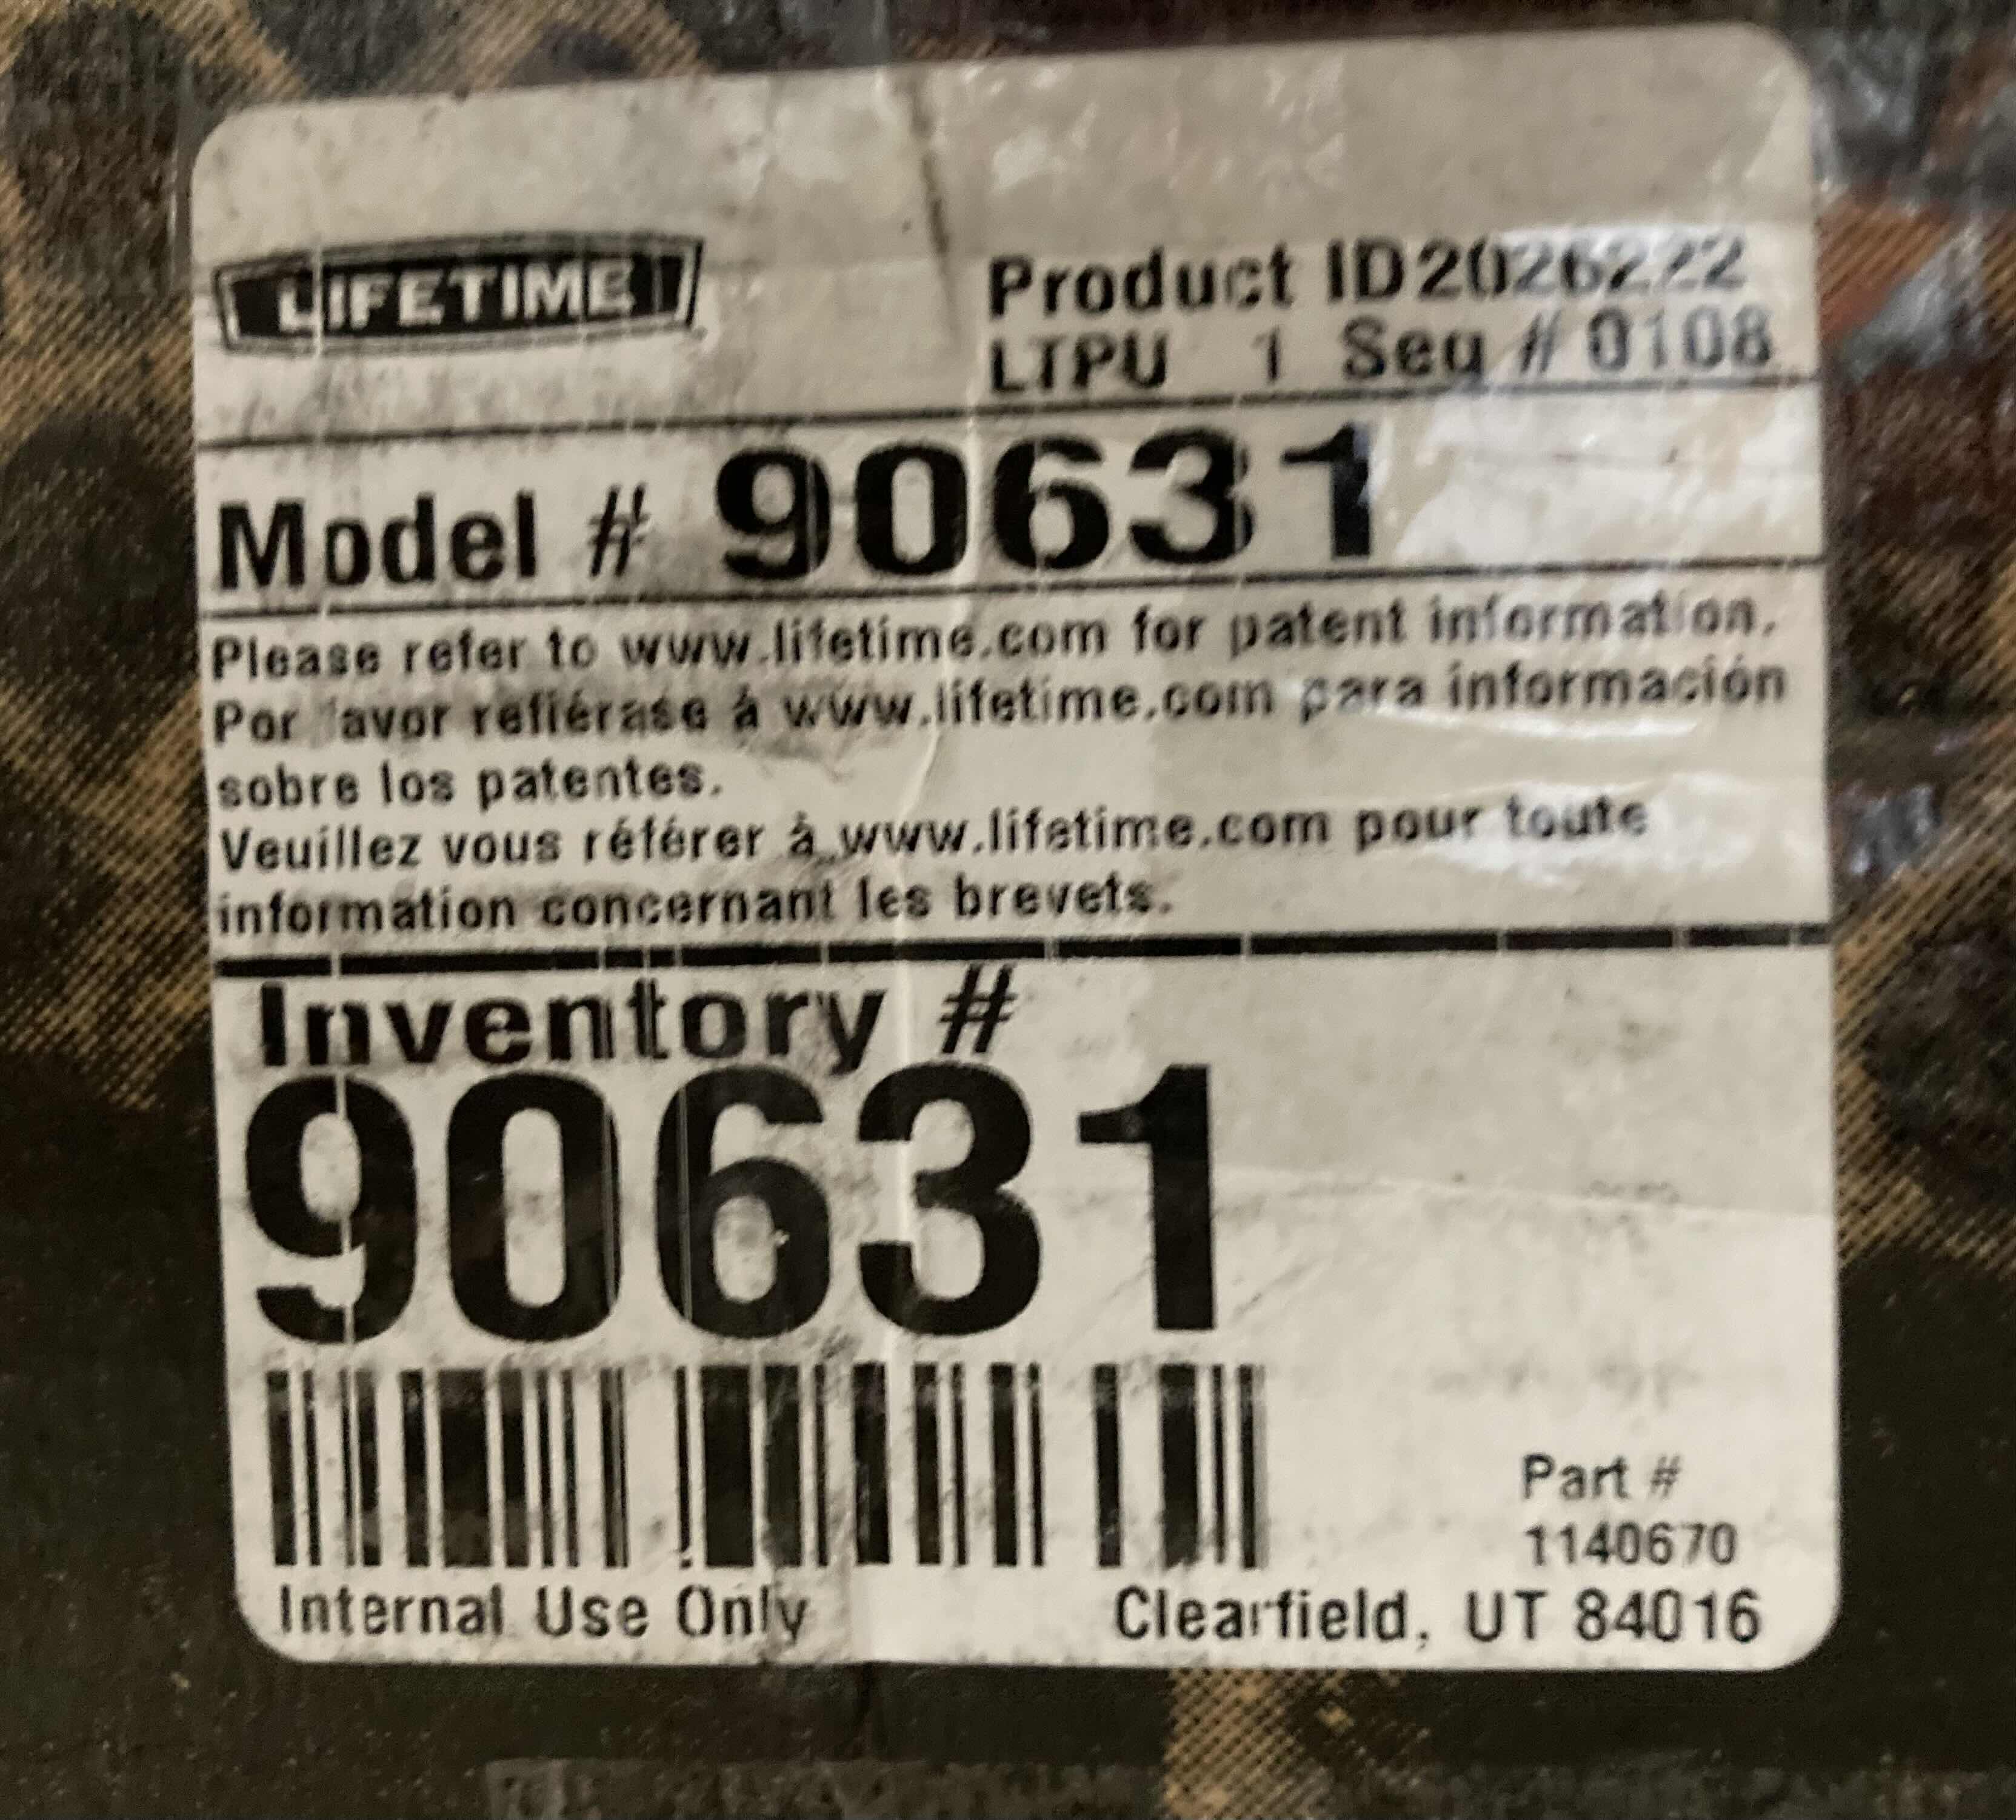 LIFETIME
Product ID2026222
LTPU 1 Seq # 0108
Model # 90631
Please refer to www.lifetime.com for patent information.
Por favor refiérase à www.lifetime.com para información
sobre los patentes.
Veuillez vous référer à www.lifetime.com pour toute
information concernant les brevets.
Inventory #
90631
Part #
1140670
Internal Use Only
Clearfield, UT 84016